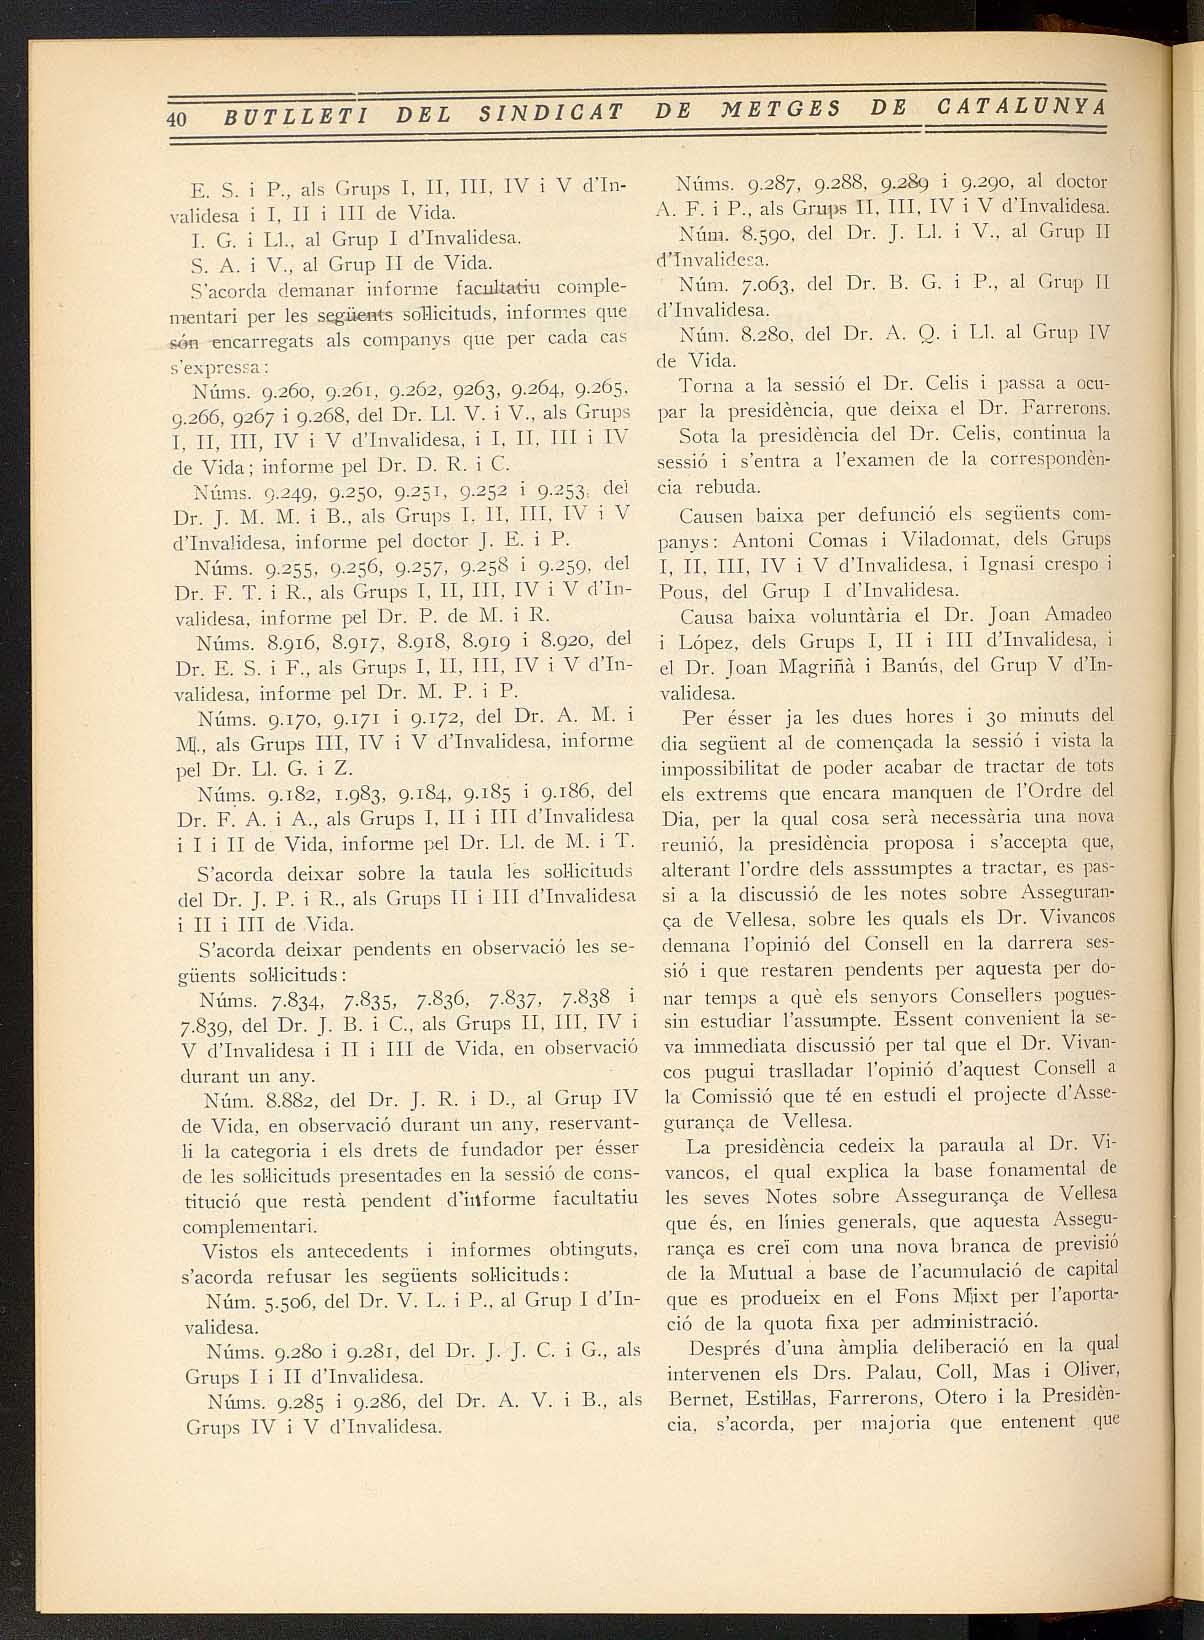 40 BUTLLETI DEL SINDICAT DE METGES DE CATALUNYA
E. S. i P., als Grups I, II, III, IV i V d'In-
validesa i I, II i III de Vida.
I. G. i Ll., al Grup I d'Invalidesa.
S. A. i V., al Grup II de Vida.
S'acorda demanar informe facultatiu comple-
mentari per les següents soŀlicituds, informes que
són encarregats als companys que per cada cas
s'expressa:
Núms. 9.260, 9.261, 9.262, 9263, 9.264, 9.265,
9.266, 9267 i 9.268, del Dr. Ll. V. i V., als Grups
I, II, III, IV i V d'Invalidesa, i I, II, III i IV
de Vida; informe pel Dr. D. R. i C.
Núms. 9.249, 9.250, 9.251, 9.252 i 9.253, del
Dr. J. M. M. i B., als Grups I, II, III, IV i V
d'Invalidesa, informe pel doctor J. E. i P.
Núms. 9.255, 9.256, 9.257, 9.258 i 9.259, del
Dr. F. T. i R., als Grups I, II, III, IV i V d'In-
validesa, informe pel Dr. P. de M. i R.
Núms. 8.916, 8.917, 8.918, 8.919 i 8.920, del
Dr. E. S. i F., als Grups I, II, III, IV i V d'In-
validesa, informe pel Dr. M. P. i P.
Núms. 9.170, 9.171 i 9.172, del Dr. A. M. i
M., als Grups III, IV i V d'Invalidesa, informe
pel Dr. Ll. G. i Z.
Núms. 9.182, 1.983, 9.184, 9.185 i 9.186, del
Dr. F. A. i A., als Grups I, II i III d'Invalidesa
i I i II de Vida, informe pel Dr. Ll. de M. i T.
S'acorda deixar sobre la taula les soŀlicituds
del Dr. J. P. i R., als Grups II i III d'Invalidesa
i II i III de Vida.
S'acorda deixar pendents en observació les se-
güents soŀlicituds:
Núms. 7.834, 7.835, 7.836, 7.837, 7.838 i
7.839, del Dr. J. B. i C., als Grups II, III, IV i
V d'Invalidesa i II i III de Vida, en observació
durant un any.
Núm. 8.882, del Dr. J. R. i D., al Grup IV
de Vida, en observació durant un any, reservant-
li la categoria i els drets de fundador per ésser
de les soŀlicituds presentades en la sessió de cons-
titució que restà pendent d'informe facultatiu
complementari.
Vistos els antecedents i informes obtinguts,
s'acorda refusar les següents soŀlicituds:
Núm. 5.506, del Dr. V. L. i P., al Grup I d'In-
validesa.
Núms. 9.280 i 9.281, del Dr. J. J. C. i G., als
Grups I i II d'Invalidesa.
Núms. 9.285 i 9.286, del Dr. A. V. i B., als
Grups IV i V d'Invalidesa.
Núms. 9.287, 9.288, 9.289 i 9.290, al doctor
A. F. i P., als Grups II, III, IV i V d'Invalidesa.
Núm. 8.590, del Dr. J. Ll. i V., al Grup II
d'Invalidesa.
Núm. 7.063, del Dr. B. G. i P., al Grup II
d'Invalidesa.
Núm. 8.280, del Dr. A. Q. i Ll. al Grup IV
de Vida.
Torna a la sessió el Dr. Celis i passa a ocu-
par la presidència, que deixa el Dr. Farrerons.
Sota la presidència del Dr. Celis, continua la
sessió i s'entra a l'examen de la correspondèn-
cia rebuda.
Causen baixa per defunció els següents com-
panys: Antoni Comas i Viladomat, dels Grups
I, II, III, IV i V d'Invalidesa, i Ignasi crespo i
Pous, del Grup I d'Invalidesa.
Causa baixa voluntària el Dr. Joan Amadeo
i López, dels Grups I, II i III d'Invalidesa, i
el Dr. Joan Magriñà i Banús, del Grup V d'In-
validesa.
Per ésser ja les dues hores i 30 minuts del
dia següent al de començada la sessió i vista la
impossibilitat de poder acabar de tractar de tots
els extrems que encara manquen de l'Ordre del
Dia, per la qual cosa serà necessària una nova
reunió, la presidència proposa i s'accepta que,
alterant l'ordre dels asssumptes a tractar, es pas-
si a la discussió de les notes sobre Asseguran-
ça de Vellesa, sobre les quals els Dr. Vivancos
demana l'opinió del Consell en la darrera ses-
sió i que restaren pendents per aquesta per do-
nar temps a què els senyors Consellers pogues-
sin estudiar l'assumpte. Essent convenient la se-
va immediata discussió per tal que el Dr. Vivan-
cos pugui traslladar l'opinió d'aquest Consell a
la Comissió que té en estudi el projecte d'Asse-
gurança de Vellesa.
La presidència cedeix la paraula al Dr. Vi-
vancos, el qual explica la base fonamental de
les seves Notes sobre Assegurança de Vellesa
que és, en línies generals, que aquesta Assegu-
rança es creï com una nova branca de previsió
de la Mutual a base de l'acumulació de capital
que es produeix en el Fons Mixt per l'aporta-
ció de la quota fixa per administració.
Després d'una àmplia deliberació en la qual
intervenen els Drs. Palau, Coll, Mas i Oliver,
Bernet, Estiŀlas, Farrerons, Otero i la Presidèn-
cia, s'acorda, per majoria que entenent que